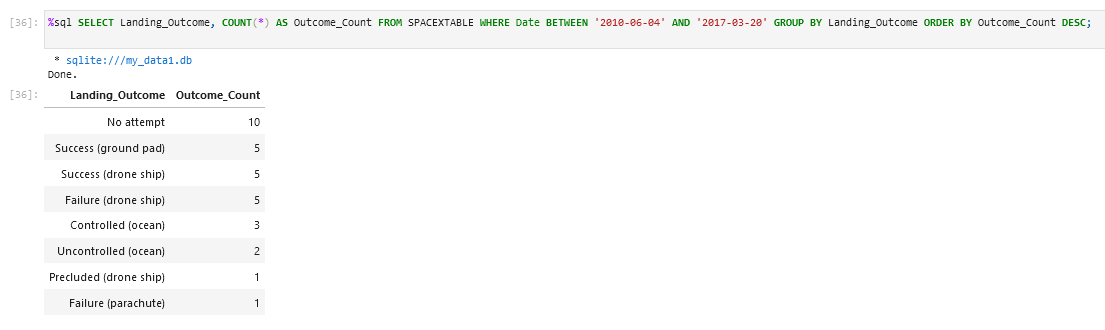 [36]: %sql SELECT Landing_Outcome, COUNT(*) AS Outcome_Count FROM SPACEXTABLE WHERE Date BETWEEN '2010-06-04' AND '2017-03-20' GROUP BY Landing_Outcome ORDER BY Outcome_Count DESC;
* sqlite:///my_data1.db
Done.
[36]: Landing_Outcome Outcome_Count
No attempt 10
Success (ground pad) 5
Success (drone ship) 5
Failure (drone ship) 5
Controlled (ocean) 3
Uncontrolled (ocean) 2
Precluded (drone ship) 1
Failure (parachute) 1